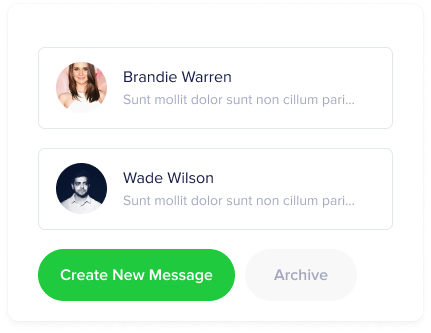 Brandie Warren
Sunt mollit dolor sunt non cillum pari...
Wade Wilson
Sunt mollit dolor sunt non cillum pari...
Create New Message
Archive